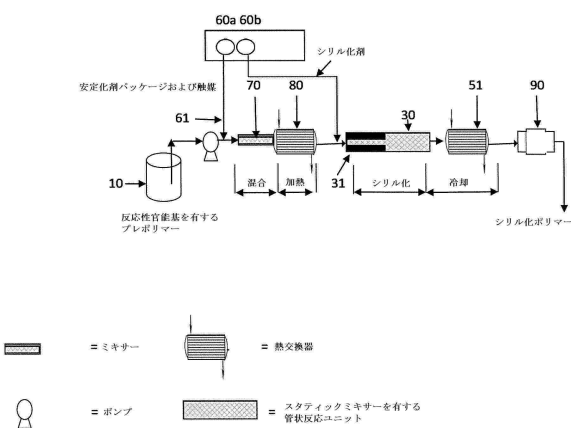 60a 60b
シリル化剤
安定化剤パッケージおよび触媒
61
70
80
30
51
90
10
31
混合
加熱
シリル化
冷却
反応性官能基を有する
プレポリマー
シリル化ポリマー
= ミキサー
= 熱交換器
= ポンプ
= スタティックミキサーを有する
管状反応ユニット